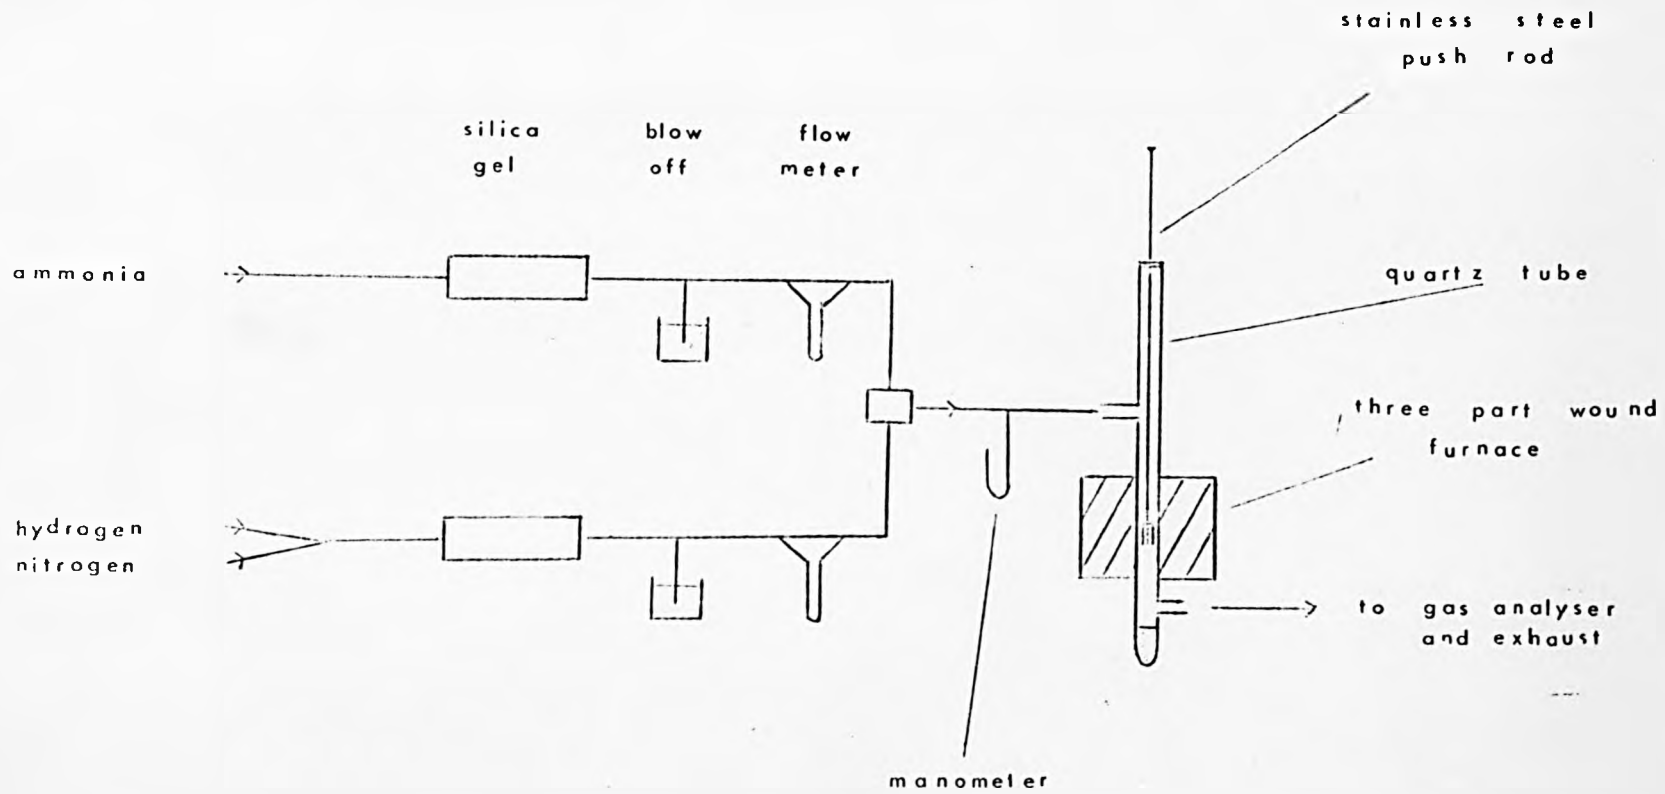 stainless steel
push rod
silica
gel
blow
off
flow
meter
ammonia
quartz tube
three part wound
furnace
hydrogen
nitrogen
to gas analyser
and exhaust
manometer